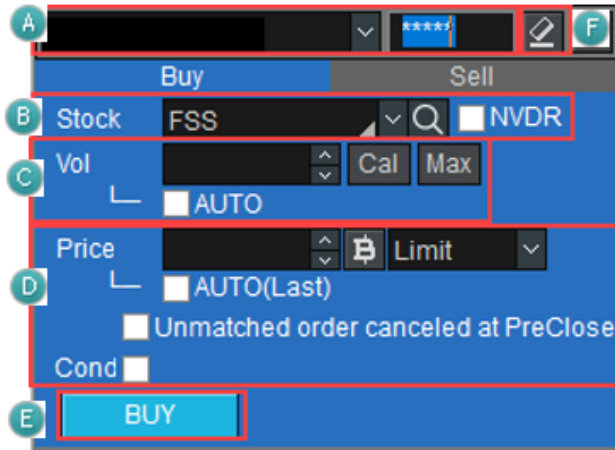 A ***** F
Buy Sell
B Stock FSS NVDR
C Vol Cal Max
AUTO
Price ฿ Limit
D AUTO(Last)
Unmatched order canceled at PreClose
Cond
E BUY